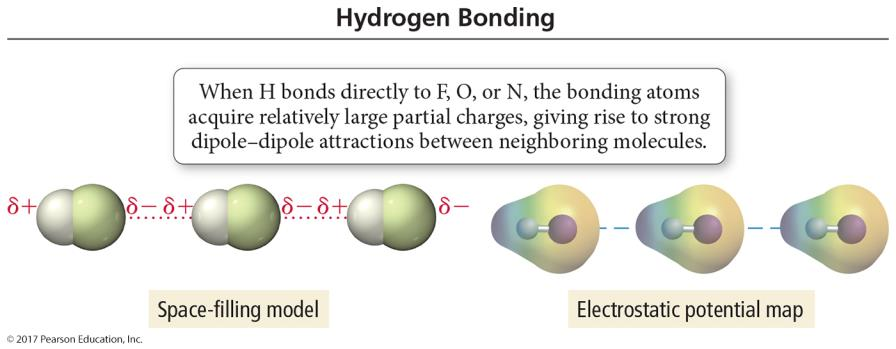 Hydrogen Bonding
When H bonds directly to F, O, or N, the bonding atoms
acquire relatively large partial charges, giving rise to strong
dipole–dipole attractions between neighboring molecules.
δ+ δ− δ+ δ− δ+ δ−
Space-filling model
Electrostatic potential map
© 2017 Pearson Education, Inc.